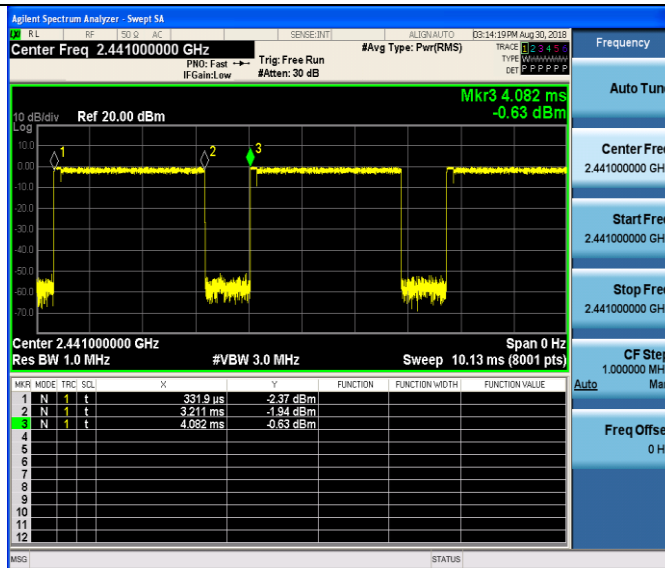 Agilent Spectrum Analyzer - Swept SA
RL RF 50 Ω AC SENSE:INT ALIGNAUTO 03:14:19 PM Aug 30, 2018
Center Freq 2.441000000 GHz #Avg Type: Pwr(RMS) TRACE 1 2 3 4 5 6
PNO: Fast Trig: Free Run TYPE
IFGain:Low #Atten: 30 dB DET P P P P P P
Mkr3 4.082 ms
10 dB/div Ref 20.00 dBm -0.63 dBm
Log
10.0
0.00
-10.0
-20.0
-30.0
-40.0
-50.0
-60.0
-70.0
1 2 3
Center 2.441000000 GHz Span 0 Hz
Res BW 1.0 MHz #VBW 3.0 MHz Sweep 10.13 ms (8001 pts)
MKR MODE TRC SCL X Y FUNCTION FUNCTION WIDTH FUNCTION VALUE
1 N 1 t 331.9 µs -2.37 dBm
2 N 1 t 3.211 ms -1.94 dBm
3 N 1 t 4.082 ms -0.63 dBm
4
5
6
7
8
9
10
11
12
MSG STATUS
Frequency
Auto Tun
Center Fre
2.441000000 GH
Start Fre
2.441000000 GH
Stop Fre
2.441000000 GH
CF Step
1.000000 MH
Auto Ma
Freq Offse
0 H